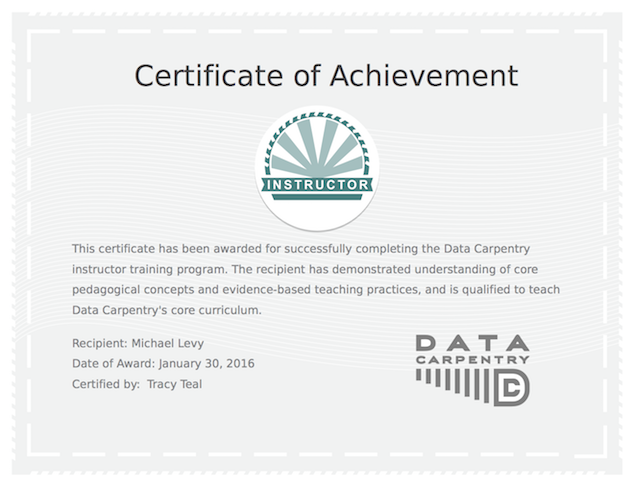 Certificate of Achievement
INSTRUCTOR
This certificate has been awarded for successfully completing the Data Carpentry
instructor training program. The recipient has demonstrated understanding of core
pedagogical concepts and evidence-based teaching practices, and is qualified to teach
Data Carpentry's core curriculum.
Recipient: Michael Levy
Date of Award: January 30, 2016
Certified by: Tracy Teal
DATA
CARPENTRY
DC